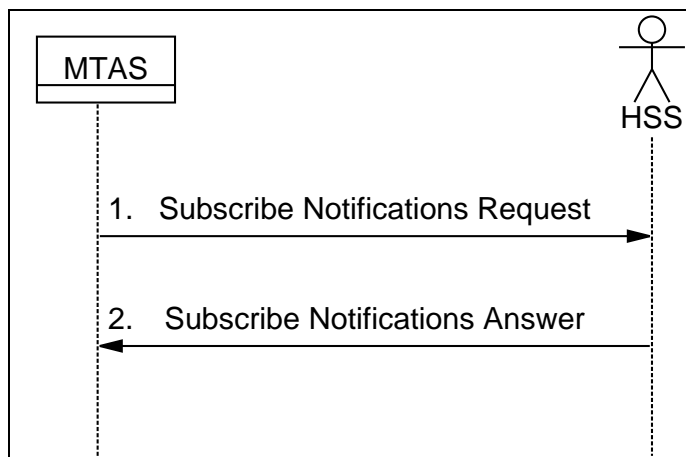 MTAS
HSS
1. Subscribe Notifications Request
2. Subscribe Notifications Answer